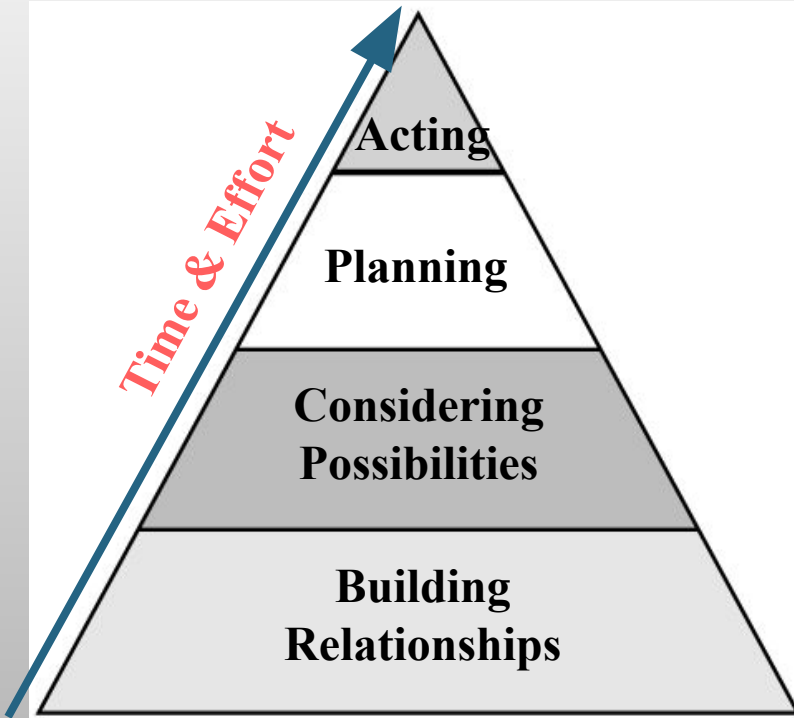 Time & Effort
Acting
Planning
Considering
Possibilities
Building
Relationships